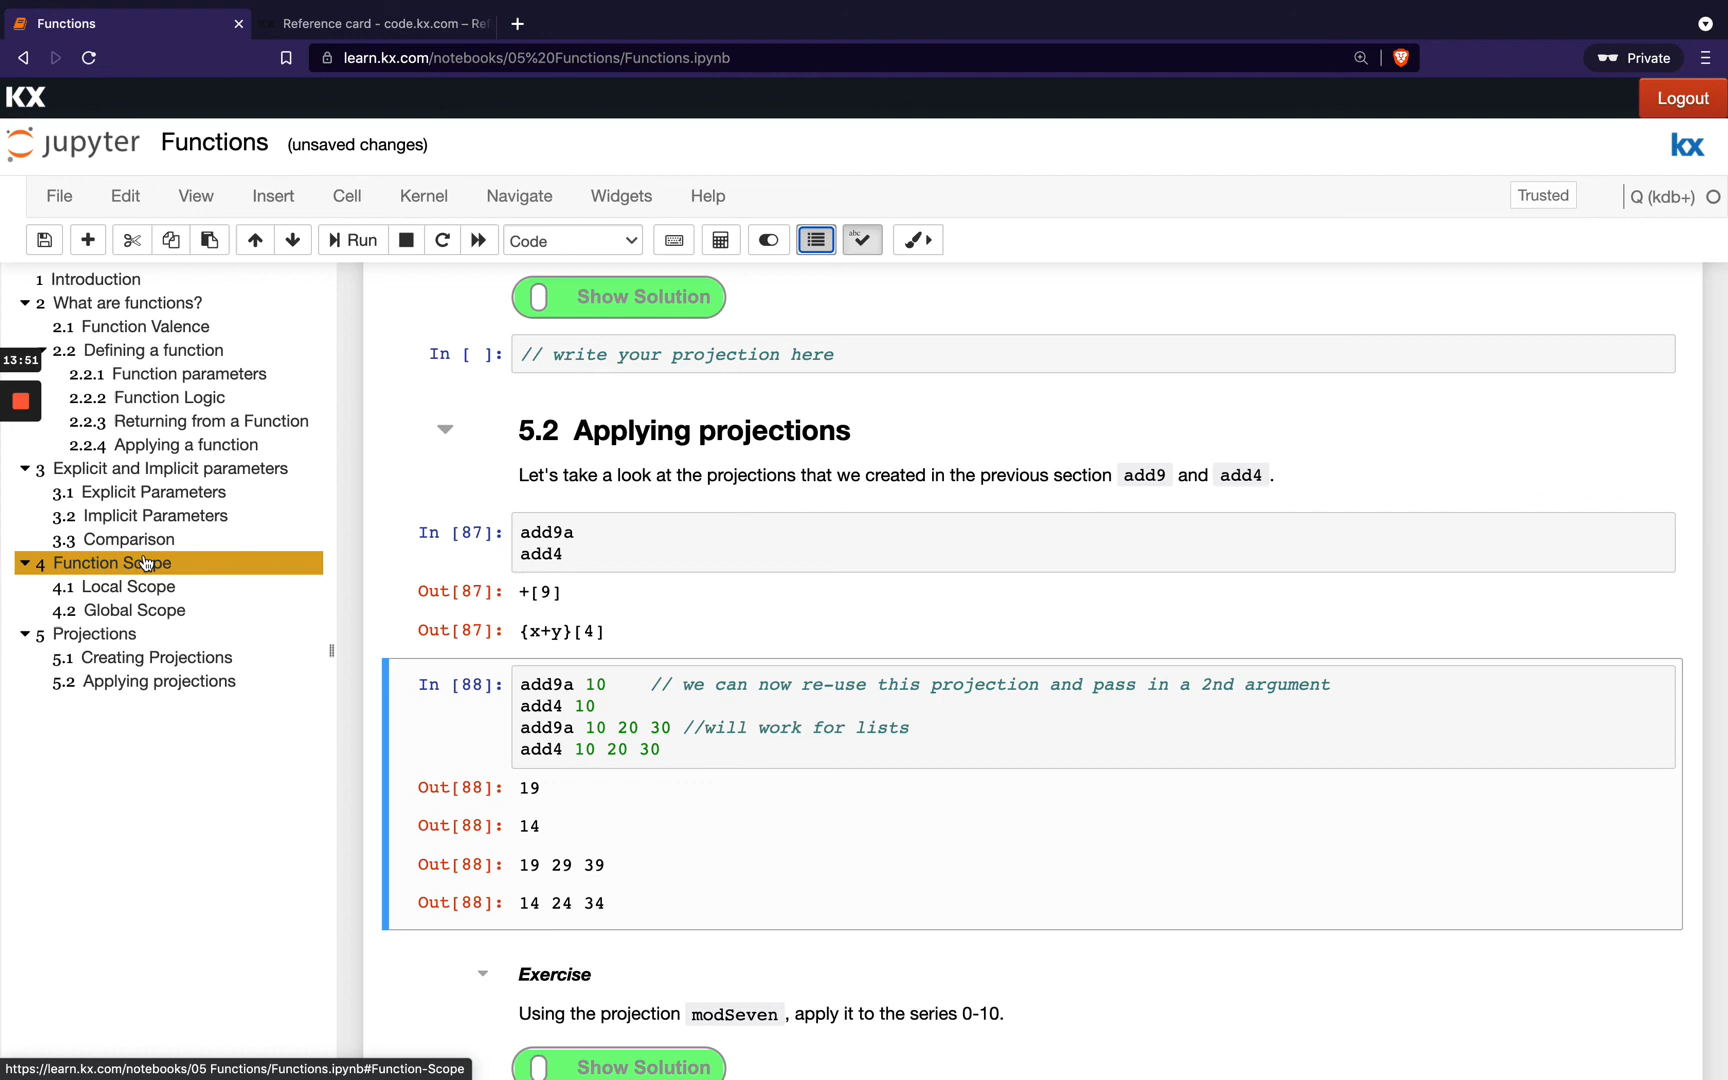 Functions
Reference card - code.kx.com – Re
learn.kx.com/notebooks/05%20Functions/Functions.ipynb
Private
KX
Logout
jupyter Functions (unsaved changes)
kx
File Edit View Insert Cell Kernel Navigate Widgets Help
Trusted
Q (kdb+)
Run
Code
abc
1 Introduction
2 What are functions?
2.1 Function Valence
2.2 Defining a function
13:51
2.2.1 Function parameters
2.2.2 Function Logic
2.2.3 Returning from a Function
2.2.4 Applying a function
3 Explicit and Implicit parameters
3.1 Explicit Parameters
3.2 Implicit Parameters
3.3 Comparison
4 Function Scope
4.1 Local Scope
4.2 Global Scope
5 Projections
5.1 Creating Projections
5.2 Applying projections
Show Solution
In [ ]: // write your projection here
5.2 Applying projections
Let's take a look at the projections that we created in the previous section add9 and add4 .
In [87]: add9a
add4
Out[87]: +[9]
Out[87]: {x+y}[4]
In [88]: add9a 10 // we can now re-use this projection and pass in a 2nd argument
add4 10
add9a 10 20 30 //will work for lists
add4 10 20 30
Out[88]: 19
Out[88]: 14
Out[88]: 19 29 39
Out[88]: 14 24 34
Exercise
Using the projection modSeven , apply it to the series 0-10.
Show Solution
https://learn.kx.com/notebooks/05 Functions/Functions.ipynb#Function-Scope